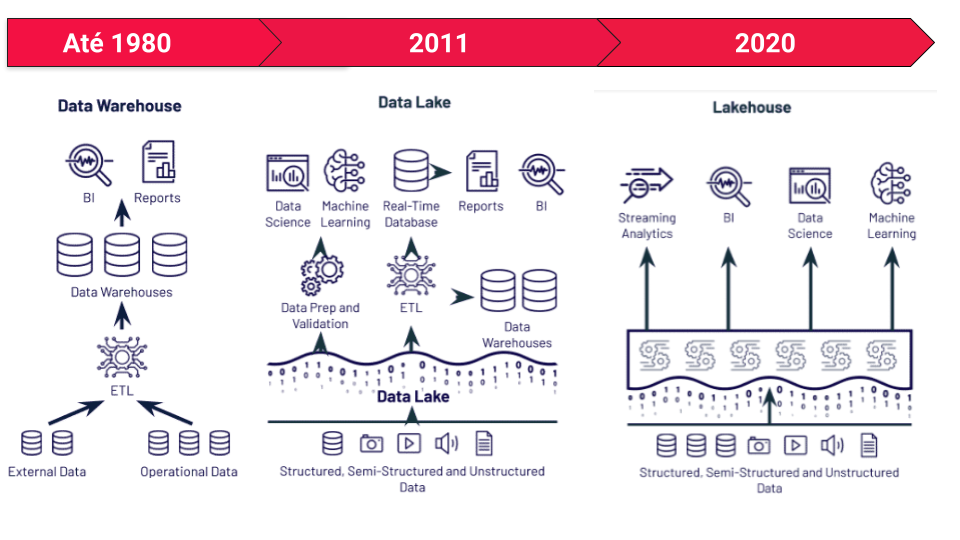 Até 1980
2011
2020
Data Warehouse
BI
Reports
Data Warehouses
ETL
External Data
Operational Data
Data Lake
Data
Science
Machine
Learning
Real-Time
Database
Reports
BI
Data Prep and
Validation
ETL
Data
Warehouses
Data Lake
Structured, Semi-Structured and Unstructured
Data
Lakehouse
Streaming
Analytics
BI
Data
Science
Machine
Learning
Structured, Semi-Structured and Unstructured
Data